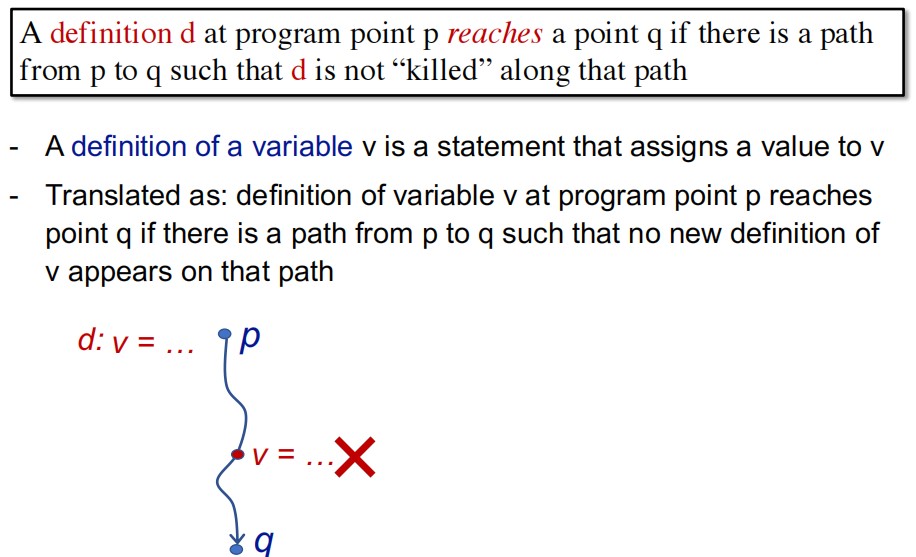 A definition d at program point p reaches a point q if there is a path
from p to q such that d is not “killed” along that path
- A definition of a variable v is a statement that assigns a value to v
- Translated as: definition of variable v at program point p reaches
point q if there is a path from p to q such that no new definition of
v appears on that path
d: v = … p
v = …
q